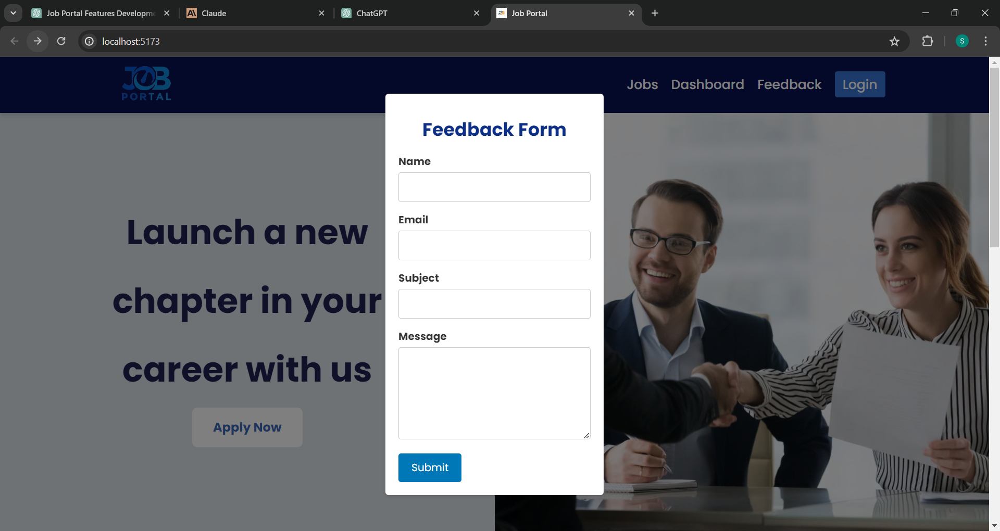 Job Portal Features Developme
Claude
ChatGPT
Job Portal
localhost:5173
S
JOB
PORTAL
Jobs
Dashboard
Feedback
Login
Launch a new
chapter in your
career with us
Apply Now
Feedback Form
Name
Email
Subject
Message
Submit